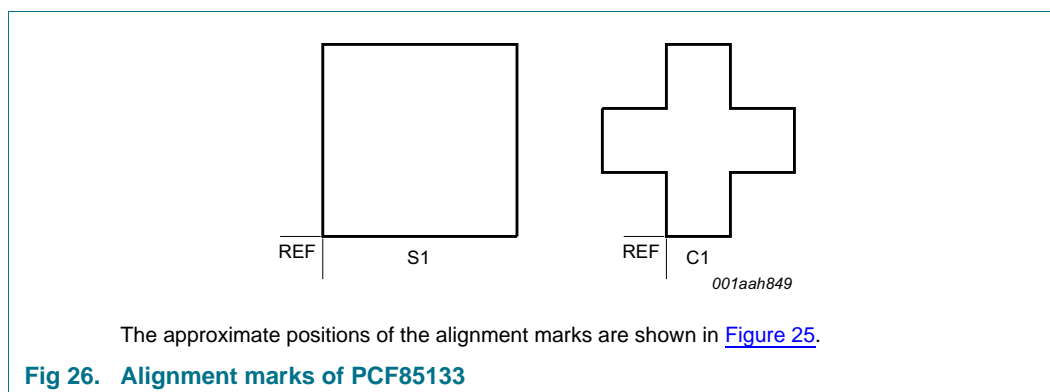 REF
S1
REF
C1
001aah849
The approximate positions of the alignment marks are shown in Figure 25.
Fig 26. Alignment marks of PCF85133